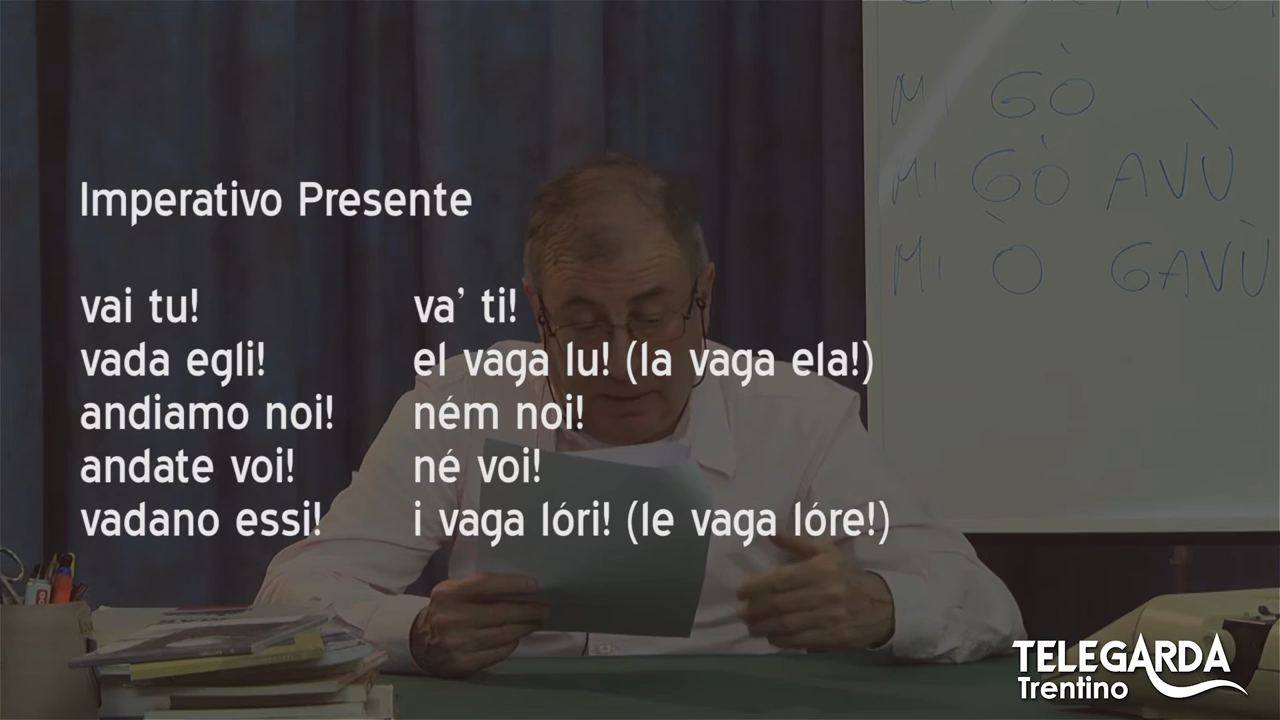 Imperativo Presente
vai tu! va' ti!
vada egli! el vaga lu! (la vaga ela!)
andiamo noi! ném noi!
andate voi! né voi!
vadano essi! i vaga lóri! (le vaga lóre!)
MI GÒ
MI GÒ AVÙ
MI Ò GAVÙ
TELEGARDA
Trentino